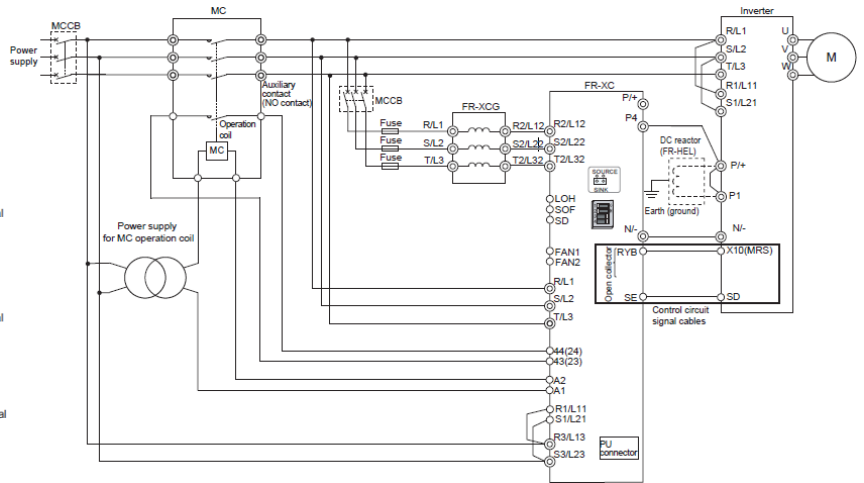 MC
Inverter
MCCB
Power
supply
R/L1
S/L2
T/L3
R1/L11
S1/L21
U
V
W
M
Auxiliary
contact
(NO contact)
Operation
coil
MC
MCCB
Fuse
Fuse
Fuse
R/L1
S/L2
T/L3
FR-XCG
R2/L12
S2/L22
T2/L32
FR-XC
P/+
P4
R2/L12
S2/L22
T2/L32
SOURCE
SINK
DC reactor
(FR-HEL)
P/+
P1
Earth (ground)
LOH
SOF
SD
al
Power supply
for MC operation coil
N/-
N/-
FAN1
FAN2
Open collector
RYB
X10(MRS)
SE
SD
Control circuit
signal cables
R/L1
S/L2
T/L3
al
44(24)
43(23)
A2
A1
R1/L11
S1/L21
al
R3/L13
S3/L23
PU
connector